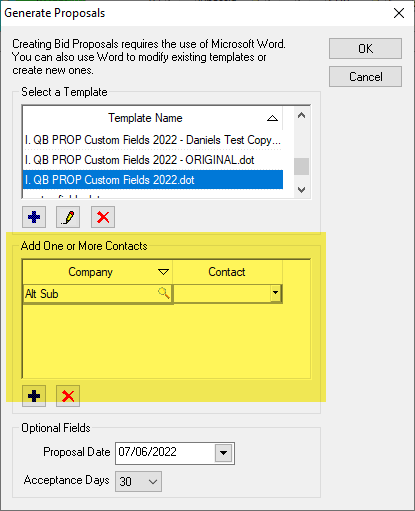 Generate Proposals
Creating Bid Proposals requires the use of Microsoft Word.
You can also use Word to modify existing templates or
create new ones.
OK
Cancel
Select a Template
Template Name
I. QB PROP Custom Fields 2022 - Daniels Test Copy...
I. QB PROP Custom Fields 2022 - ORIGINAL.dot
I. QB PROP Custom Fields 2022.dot
Add One or More Contacts
Company Contact
Alt Sub
Optional Fields
Proposal Date 07/06/2022
Acceptance Days 30